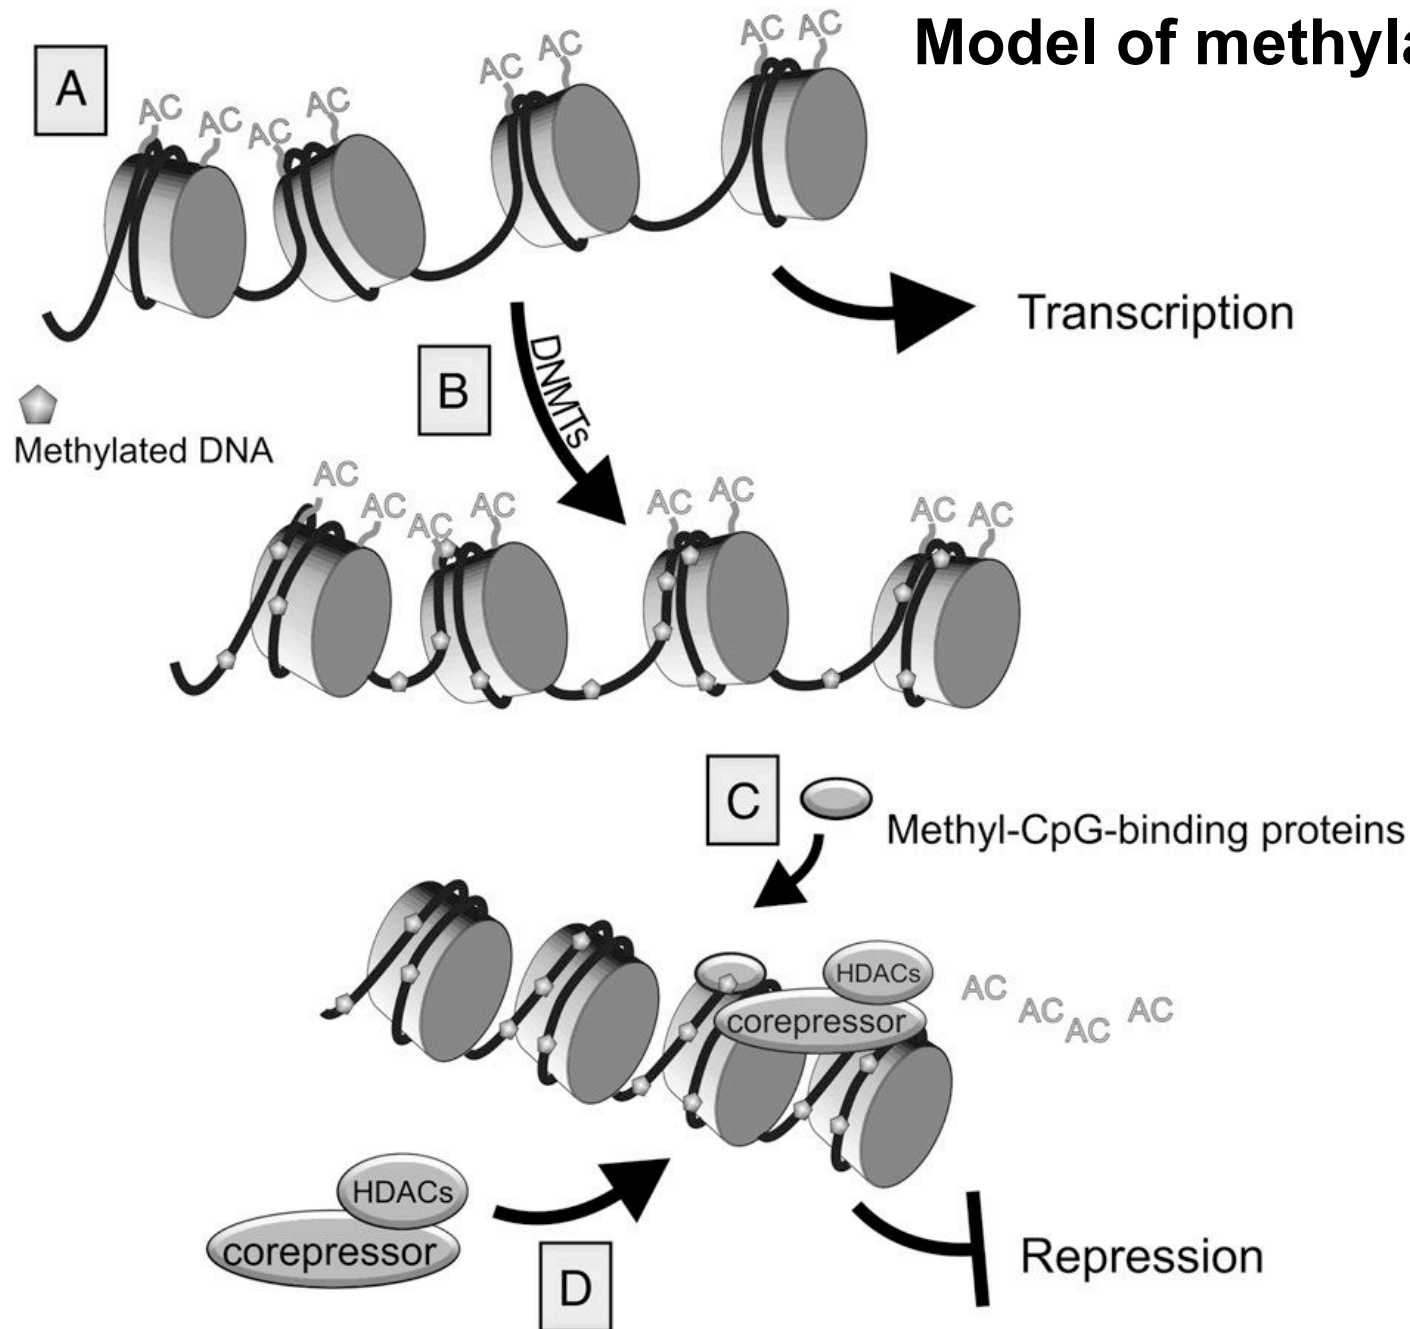 Model of methyla
A
AC
AC
AC
AC
AC
AC
AC
AC
Transcription
B
DNMTs
Methylated DNA
AC
AC
AC
AC
AC
AC
AC
AC
C
Methyl-CpG-binding proteins
HDACs
corepressor
AC
AC
AC
AC
HDACs
corepressor
D
Repression